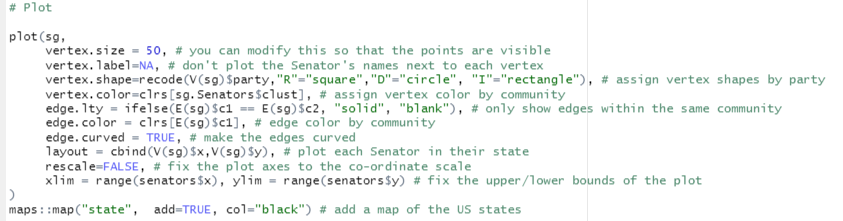 # Plot
plot(sg,
vertex.size = 50, # you can modify this so that the points are visible
vertex.label=NA, # don't plot the Senator's names next to each vertex
vertex.shape=recode(V(sg)$party,"R"="square","D"="circle", "I"="rectangle"), # assign vertex shapes by party
vertex.color=clrs[sg.Senators$clust], # assign vertex color by community
edge.lty = ifelse(E(sg)$c1 == E(sg)$c2, "solid", "blank"), # only show edges within the same community
edge.color = clrs[E(sg)$c1], # edge color by community
edge.curved = TRUE, # make the edges curved
layout = cbind(V(sg)$x,V(sg)$y), # plot each Senator in their state
rescale=FALSE, # fix the plot axes to the co-ordinate scale
xlim = range(senators$x), ylim = range(senators$y) # fix the upper/lower bounds of the plot
)
maps::map("state",  add=TRUE, col="black") # add a map of the US states